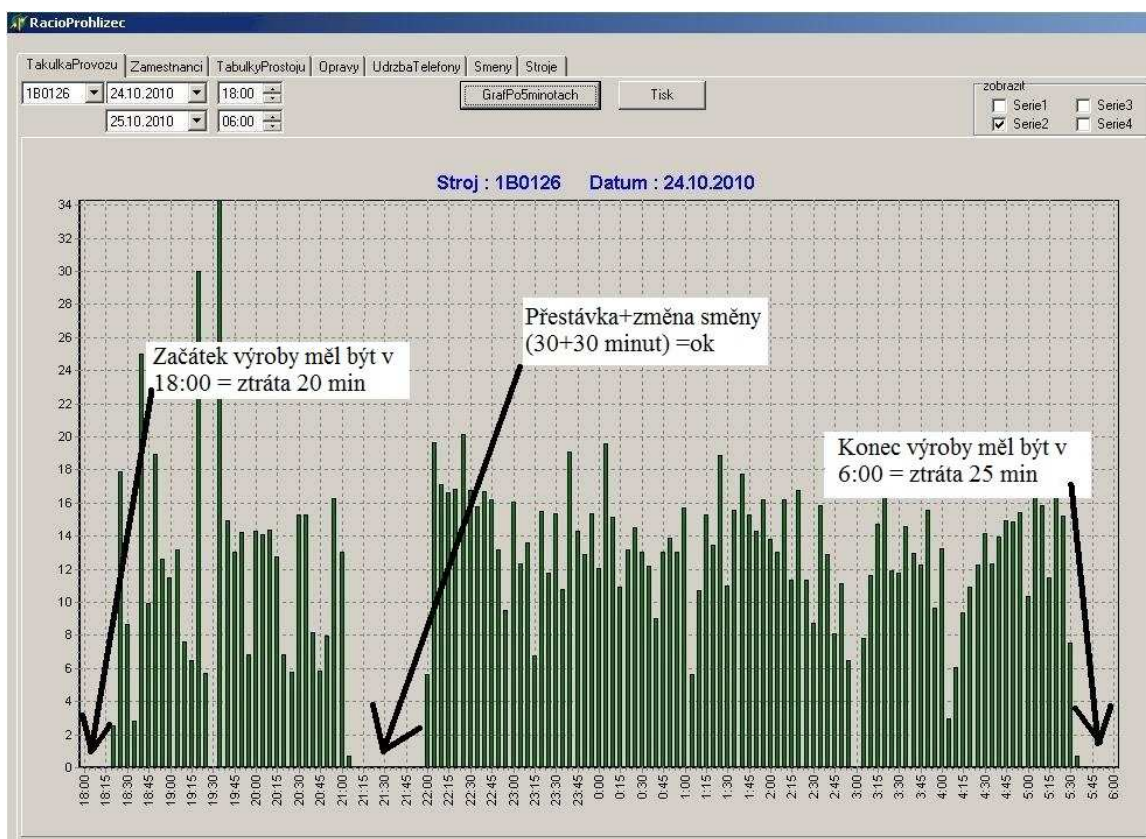 RacioProhlizec
TakulkaProvozu Zamestnanci TabulkyProstoju Opravy UdrzbaTelefony Smeny Stroje
1B0126 24.10.2010 18:00 GrafPo5minotach Tisk zobrazit
Serie1 Serie3
25.10.2010 06:00 Serie2 Serie4
Stroj : 1B0126 Datum : 24.10.2010
34
32
30
28
26
24
22
20
18
16
14
12
10
8
6
4
2
0
Začátek výroby měl být v
18:00 = ztráta 20 min
Přestávka+změna směny
(30+30 minut) =ok
Konec výroby měl být v
6:00 = ztráta 25 min
18:00 18:15 18:30 18:45 19:00 19:15 19:30 19:45 20:00 20:15 20:30 20:45 21:00 21:15 21:30 21:45 22:00 22:15 22:30 22:45 23:00 23:15 23:30 23:45 0:00 0:15 0:30 0:45 1:00 1:15 1:30 1:45 2:00 2:15 2:30 2:45 3:00 3:15 3:30 3:45 4:00 4:15 4:30 4:45 5:00 5:15 5:30 5:45 6:00